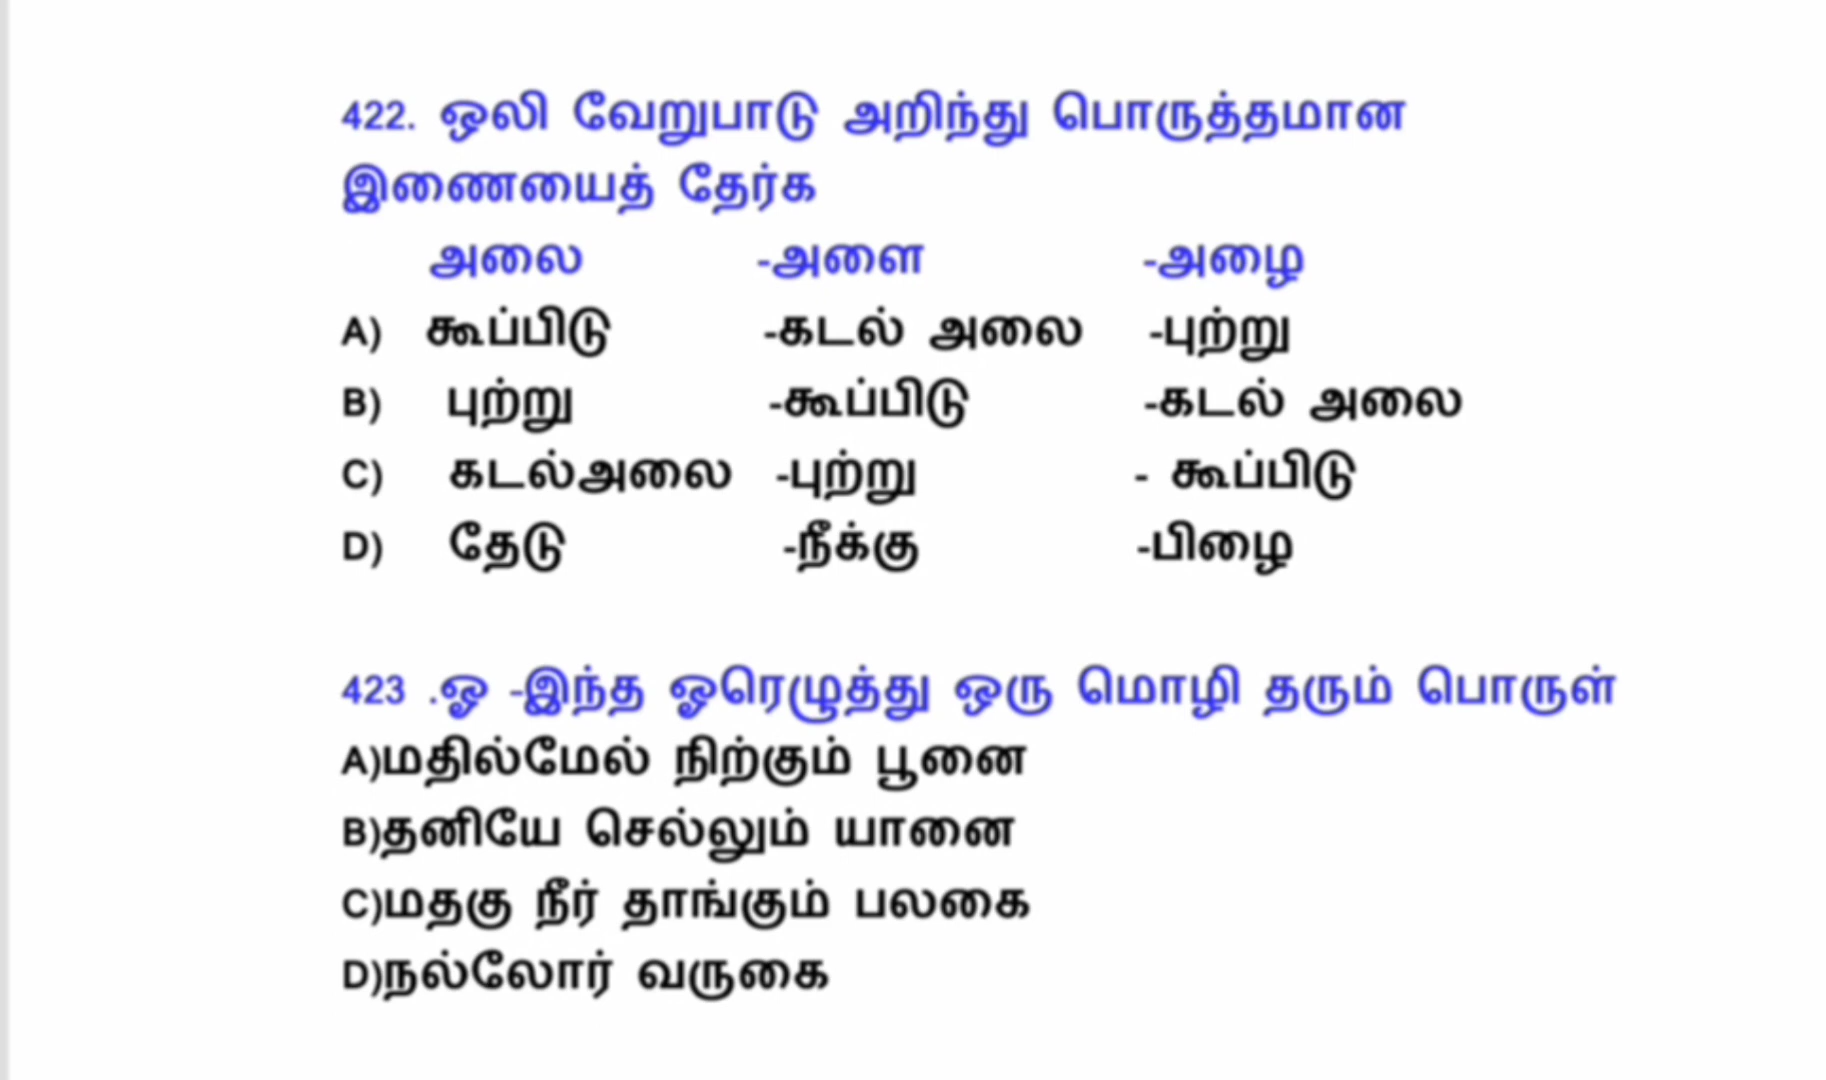 422. ஒலி வேறுபாடு அறிந்து பொருத்தமான
இணையைத் தேர்க
அலை -அளை -அழை
A) கூப்பிடு -கடல் அலை -புற்று
B) புற்று -கூப்பிடு -கடல் அலை
C) கடல்அலை -புற்று - கூப்பிடு
D) தேடு -நீக்கு -பிழை
423 .ஓ -இந்த ஓரெழுத்து ஒரு மொழி தரும் பொருள்
A)மதில்மேல் நிற்கும் பூனை
B)தனியே செல்லும் யானை
C)மதகு நீர் தாங்கும் பலகை
D)நல்லோர் வருகை